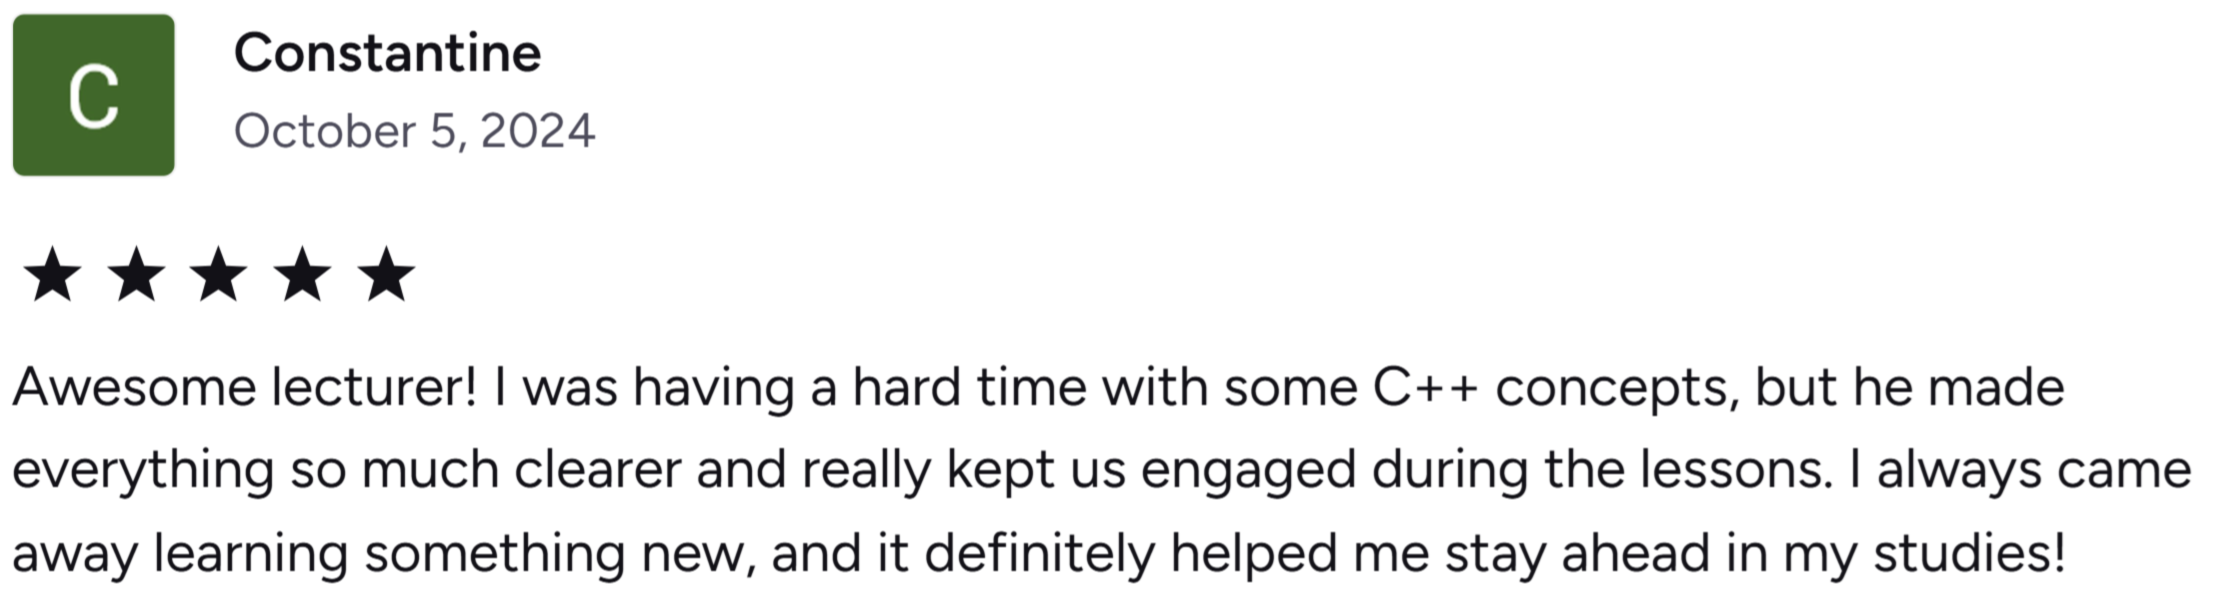 C
Constantine
October 5, 2024
Awesome lecturer! I was having a hard time with some C++ concepts, but he made
everything so much clearer and really kept us engaged during the lessons. I always came
away learning something new, and it definitely helped me stay ahead in my studies!